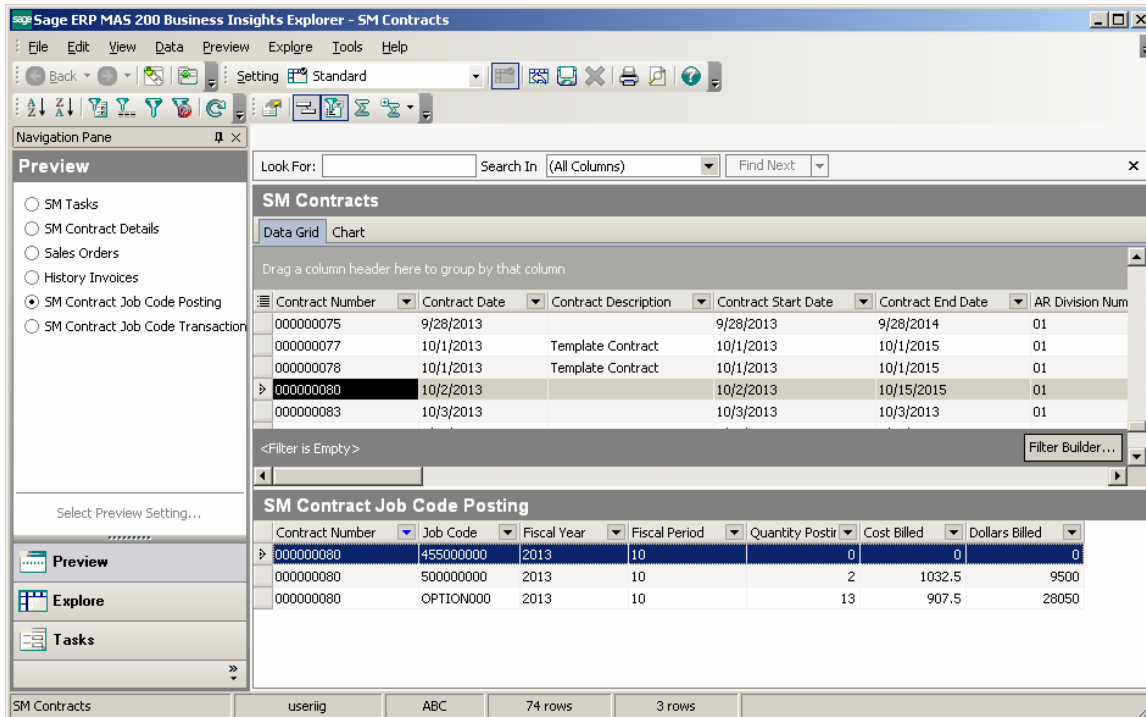 sage Sage ERP MAS 200 Business Insights Explorer - SM Contracts
File Edit View Data Preview Explore Tools Help
Back Setting Standard
Navigation Pane
Preview
Look For: Search In (All Columns) Find Next
SM Tasks
SM Contract Details
Sales Orders
History Invoices
SM Contract Job Code Posting
SM Contract Job Code Transaction
SM Contracts
Data Grid Chart
Drag a column header here to group by that column
Contract Number Contract Date Contract Description Contract Start Date Contract End Date AR Division Num
000000075 9/28/2013 9/28/2013 9/28/2014 01
000000077 10/1/2013 Template Contract 10/1/2013 10/1/2015 01
000000078 10/1/2013 Template Contract 10/1/2013 10/1/2015 01
000000080 10/2/2013 10/2/2013 10/15/2015 01
000000083 10/3/2013 10/3/2013 10/3/2013 01
<Filter is Empty> Filter Builder...
SM Contract Job Code Posting
Contract Number Job Code Fiscal Year Fiscal Period Quantity Postir Cost Billed Dollars Billed
000000080 455000000 2013 10 0 0 0
000000080 500000000 2013 10 2 1032.5 9500
000000080 OPTION000 2013 10 13 907.5 28050
Select Preview Setting...
Preview
Explore
Tasks
SM Contracts useriig ABC 74 rows 3 rows